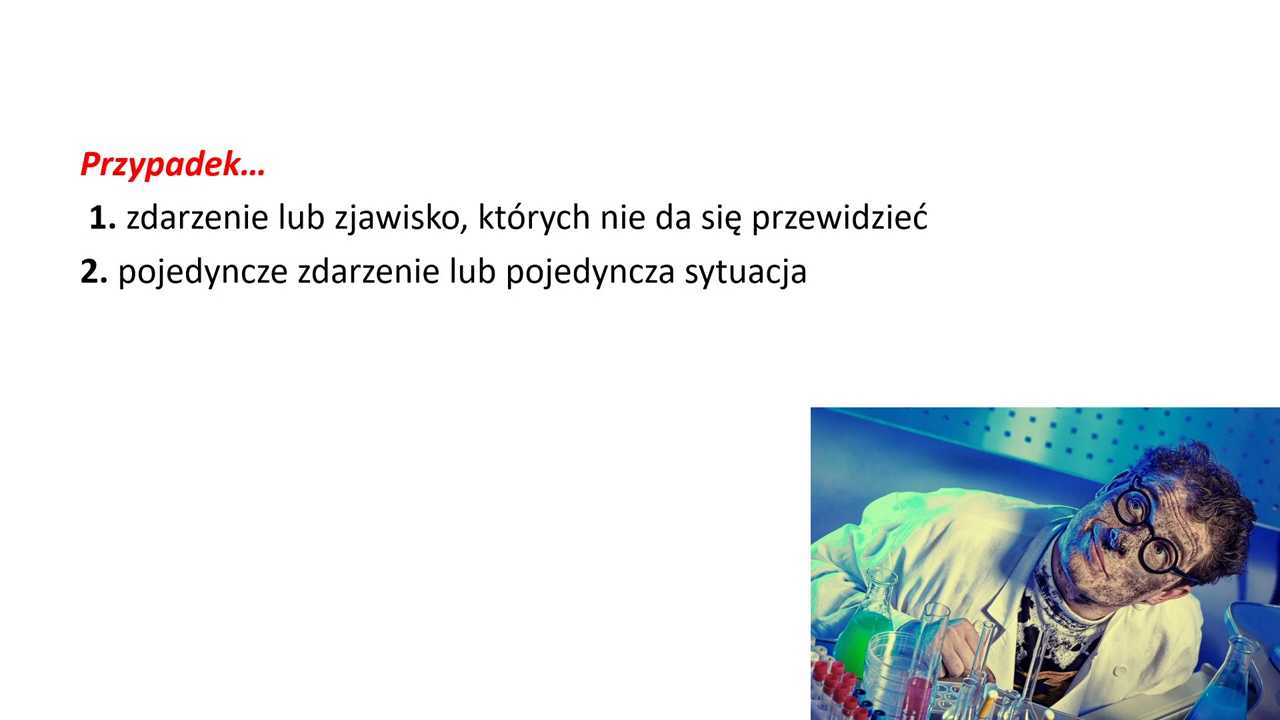 Przypadek...
1. zdarzenie lub zjawisko, których nie da się przewidzieć
2. pojedyncze zdarzenie lub pojedyncza sytuacja